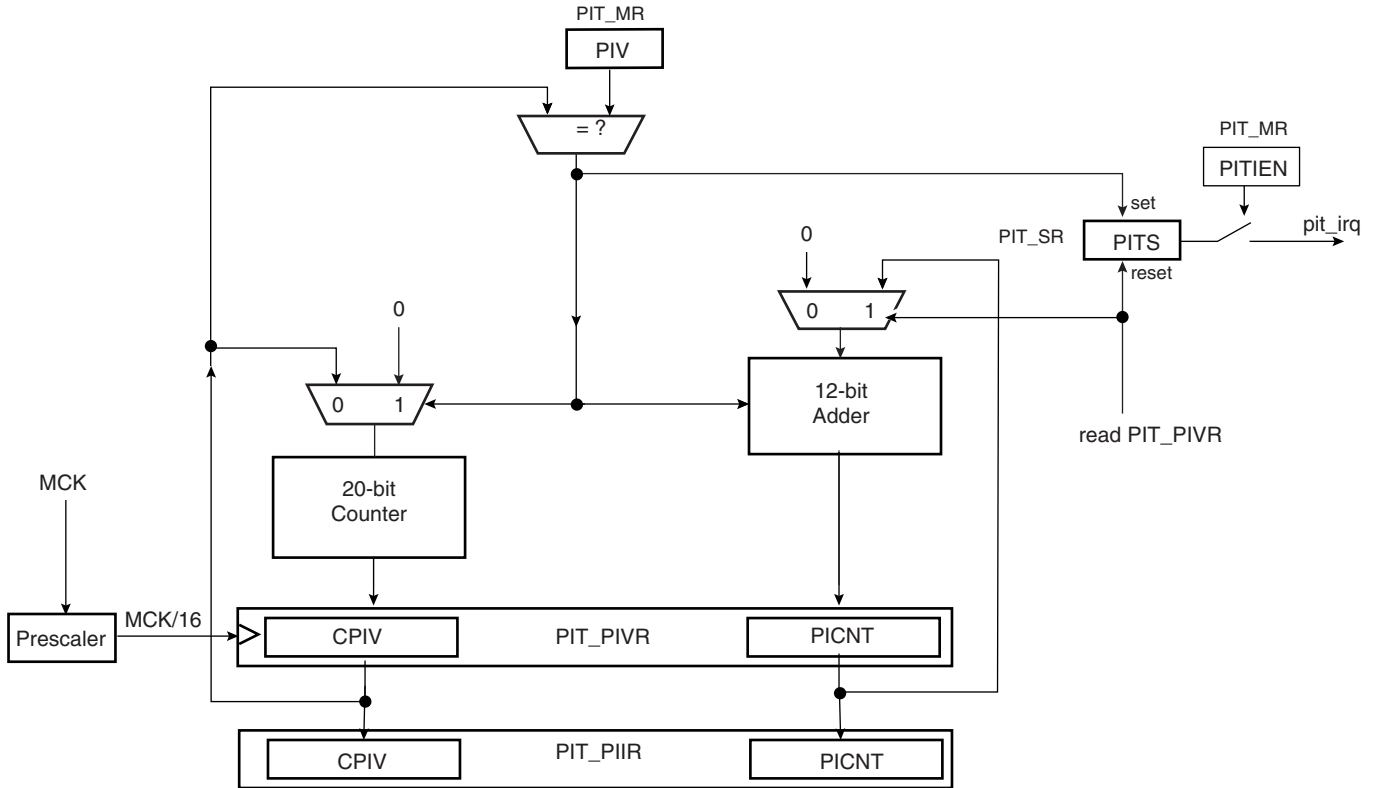 PIT_MR
PIV
= ?
PIT_MR
PITIEN
set
PIT_SR
PITS
pit_irq
reset
0
0 1
0
0 1
12-bit
Adder
read PIT_PIVR
20-bit
Counter
MCK
Prescaler
MCK/16
CPIV
PIT_PIVR
PICNT
CPIV
PIT_PIIR
PICNT